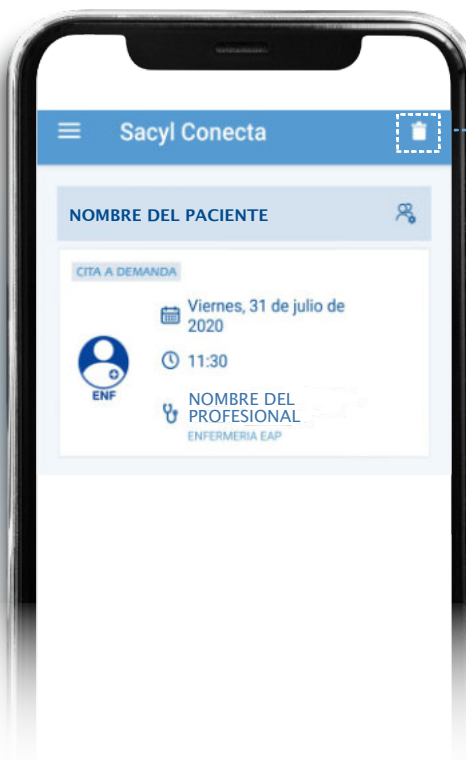 Sacyl Conecta
NOMBRE DEL PACIENTE
CITA A DEMANDA
Viernes, 31 de julio de
2020
11:30
ENF
NOMBRE DEL
PROFESIONAL
ENFERMERIA EAP